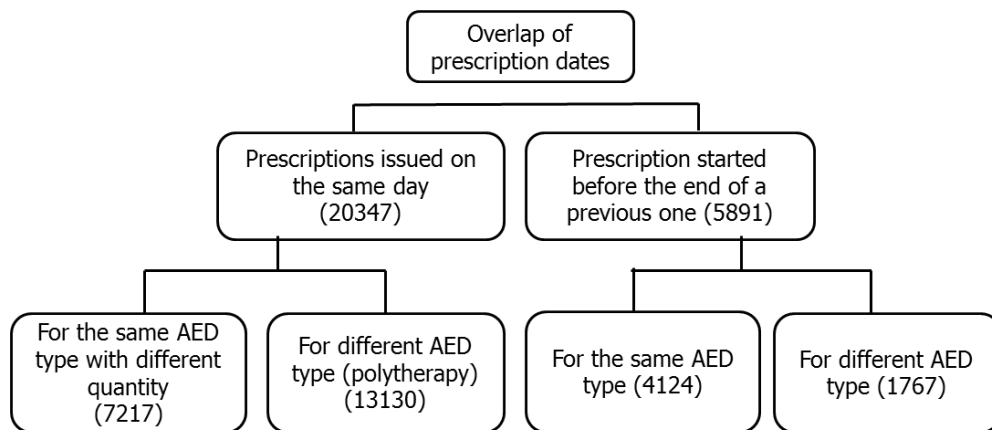 Overlap of
prescription dates
Prescriptions issued on
the same day
(20347)
Prescription started
before the end of a
previous one (5891)
For the same AED
type with different
quantity
(7217)
For different AED
type (polytherapy)
(13130)
For the same AED
type (4124)
For different AED
type (1767)